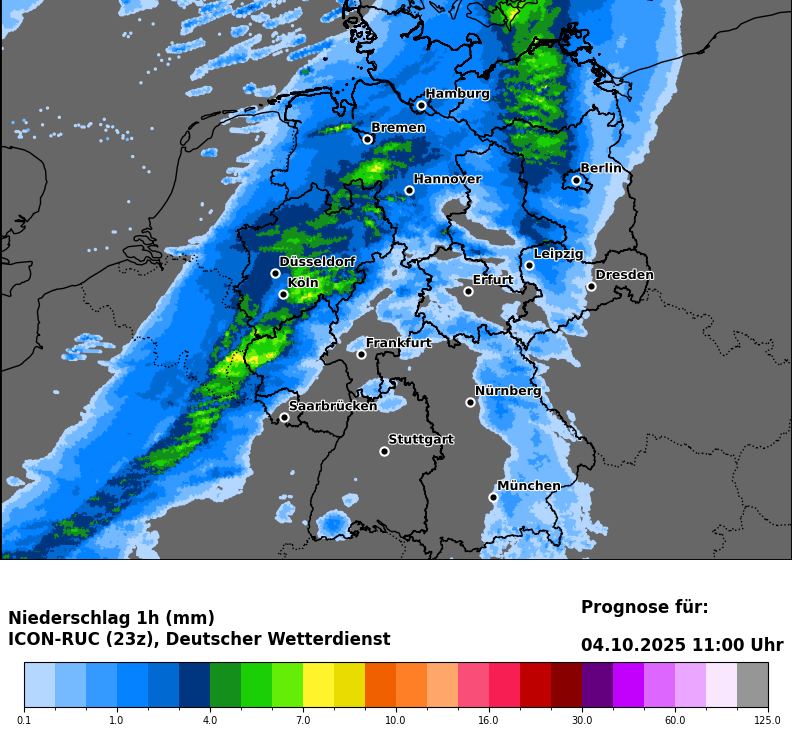 Hamburg
Bremen
Berlin
Hannover
Leipzig
Düsseldorf
Dresden
Erfurt
Köln
Frankfurt
Nürnberg
Saarbrücken
Stuttgart
München
Niederschlag 1h (mm)
ICON-RUC (23z), Deutscher Wetterdienst
Prognose für:
04.10.2025 11:00 Uhr
0.1 1.0 4.0 7.0 10.0 16.0 30.0 60.0 125.0